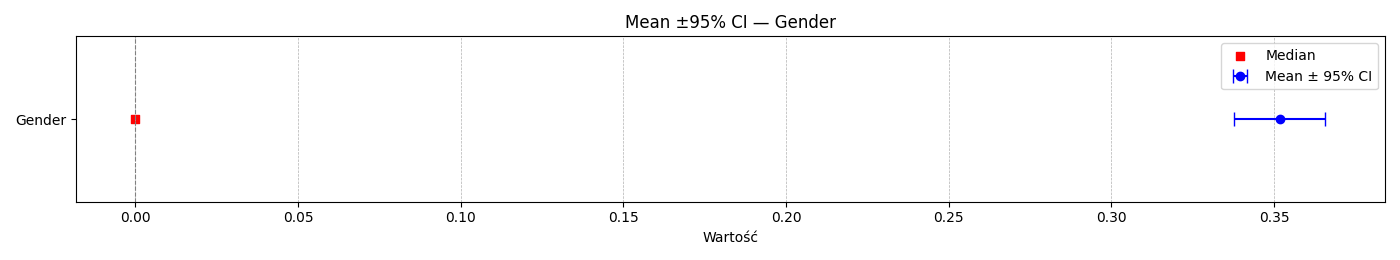 Mean ±95% CI — Gender
Median
Mean ± 95% CI
Gender
0.00 0.05 0.10 0.15 0.20 0.25 0.30 0.35
Wartość